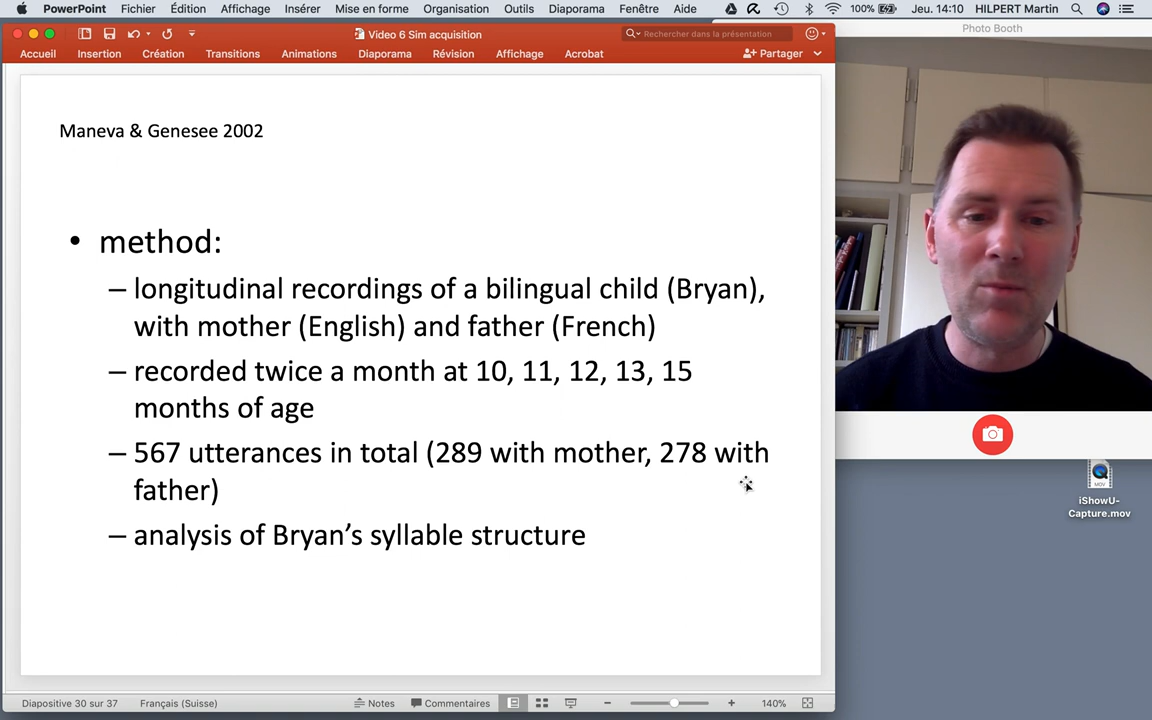 PowerPoint Fichier Édition Affichage Insérer Mise en forme Organisation Outils Diaporama Fenêtre Aide 100% Jeu. 14:10 HILPERT Martin
Video 6 Sim acquisition
Rechercher dans la présentation
Photo Booth
Accueil Insertion Création Transitions Animations Diaporama Révision Affichage Acrobat Partager
Maneva & Genesee 2002
• method:
– longitudinal recordings of a bilingual child (Bryan),
with mother (English) and father (French)
– recorded twice a month at 10, 11, 12, 13, 15
months of age
– 567 utterances in total (289 with mother, 278 with
father)
– analysis of Bryan’s syllable structure
MOV
iShowU-
Capture.mov
Diapositive 30 sur 37 Français (Suisse) Notes Commentaires 140%